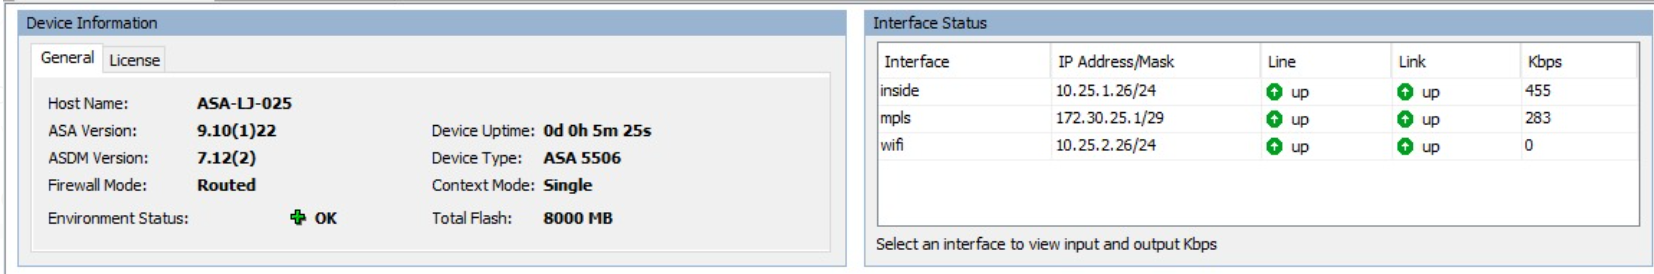 Device Information
General License
Host Name: ASA-LJ-025
ASA Version: 9.10(1)22 Device Uptime: 0d 0h 5m 25s
ASDM Version: 7.12(2) Device Type: ASA 5506
Firewall Mode: Routed Context Mode: Single
Environment Status: OK Total Flash: 8000 MB
Interface Status
Interface IP Address/Mask Line Link Kbps
inside 10.25.1.26/24 up up 455
mpls 172.30.25.1/29 up up 283
wifi 10.25.2.26/24 up up 0
Select an interface to view input and output Kbps